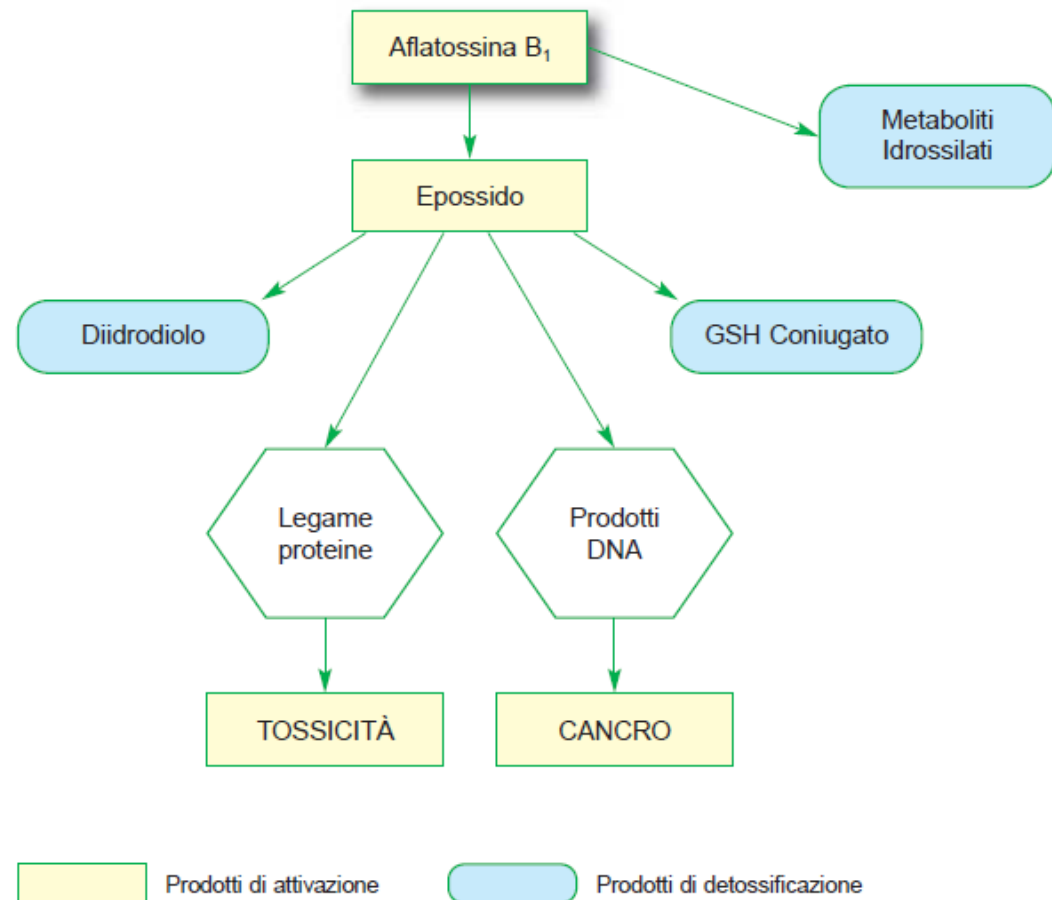 Aflatossina B₁
Metaboliti
Idrossilati
Epossido
Diidrodiolo
GSH Coniugato
Legame
proteine
Prodotti
DNA
TOSSICITÀ
CANCRO
Prodotti di attivazione
Prodotti di detossificazione